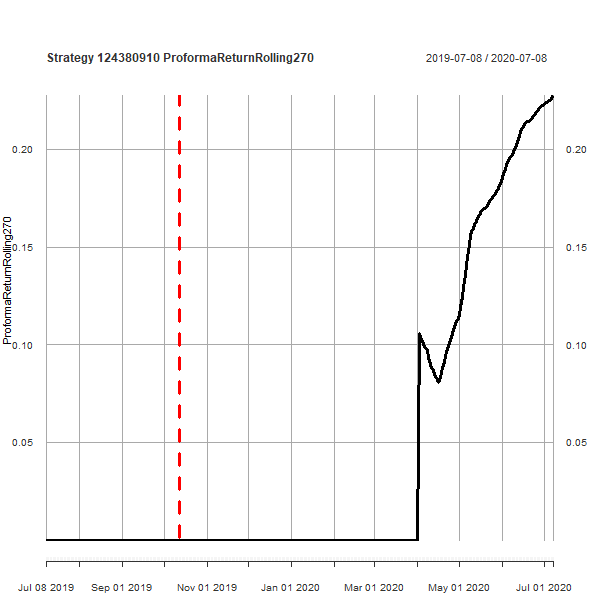 Strategy 124380910 ProformaReturnRolling270
2019-07-08 / 2020-07-08
ProformaReturnRolling270
0.20
0.20
0.15
0.15
0.10
0.10
0.05
0.05
Jul 08 2019
Sep 01 2019
Nov 01 2019
Jan 01 2020
Mar 01 2020
May 01 2020
Jul 01 2020